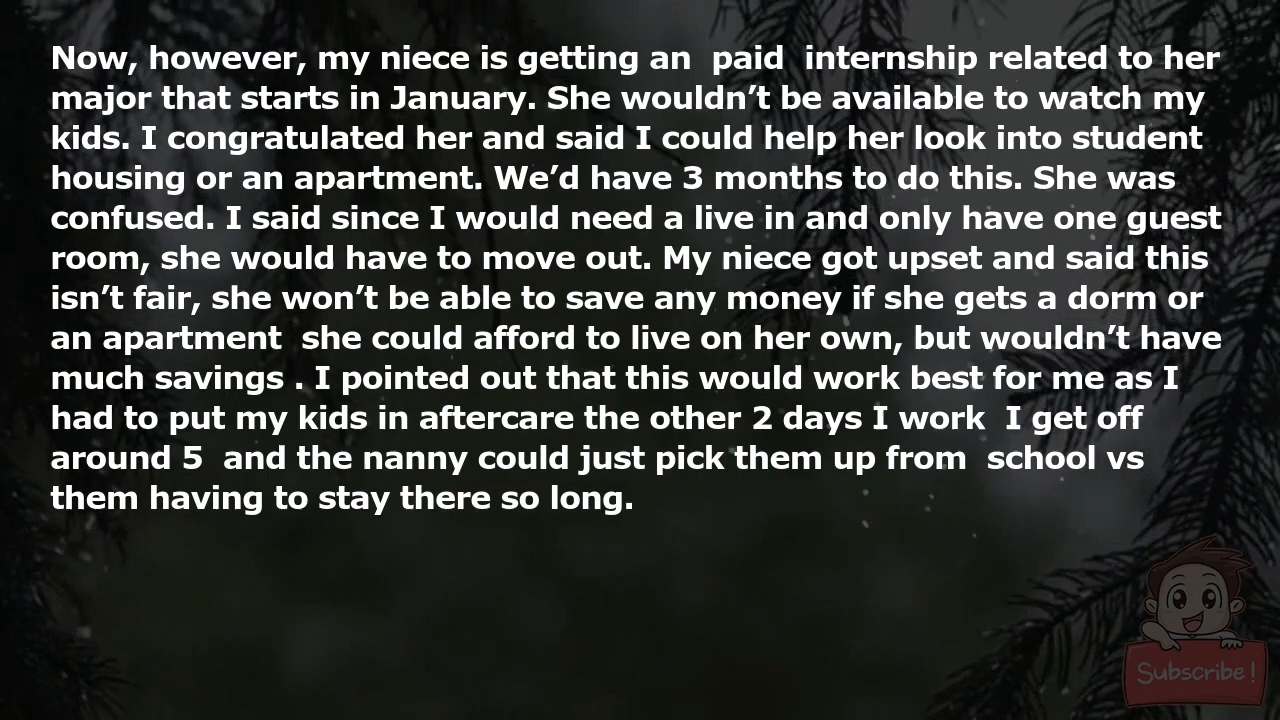 Now, however, my niece is getting an  paid  internship related to her
major that starts in January. She wouldn’t be available to watch my
kids. I congratulated her and said I could help her look into student
housing or an apartment. We’d have 3 months to do this. She was
confused. I said since I would need a live in and only have one guest
room, she would have to move out. My niece got upset and said this
isn’t fair, she won’t be able to save any money if she gets a dorm or
an apartment  she could afford to live on her own, but wouldn’t have
much savings . I pointed out that this would work best for me as I
had to put my kids in aftercare the other 2 days I work  I get off
around 5  and the nanny could just pick them up from  school vs
them having to stay there so long.
Subscribe!